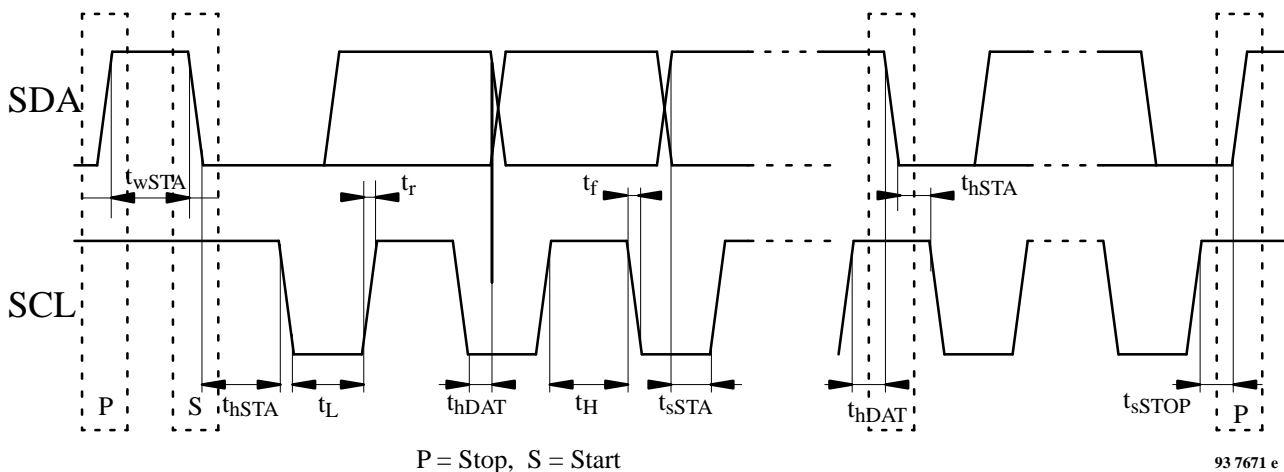 SDA
t_wSTA
t_r
t_f
t_hSTA
SCL
P
S
t_hSTA
t_L
t_hDAT
t_H
t_sSTA
t_hDAT
t_sSTOP
P
P = Stop, S = Start
93 7671 e